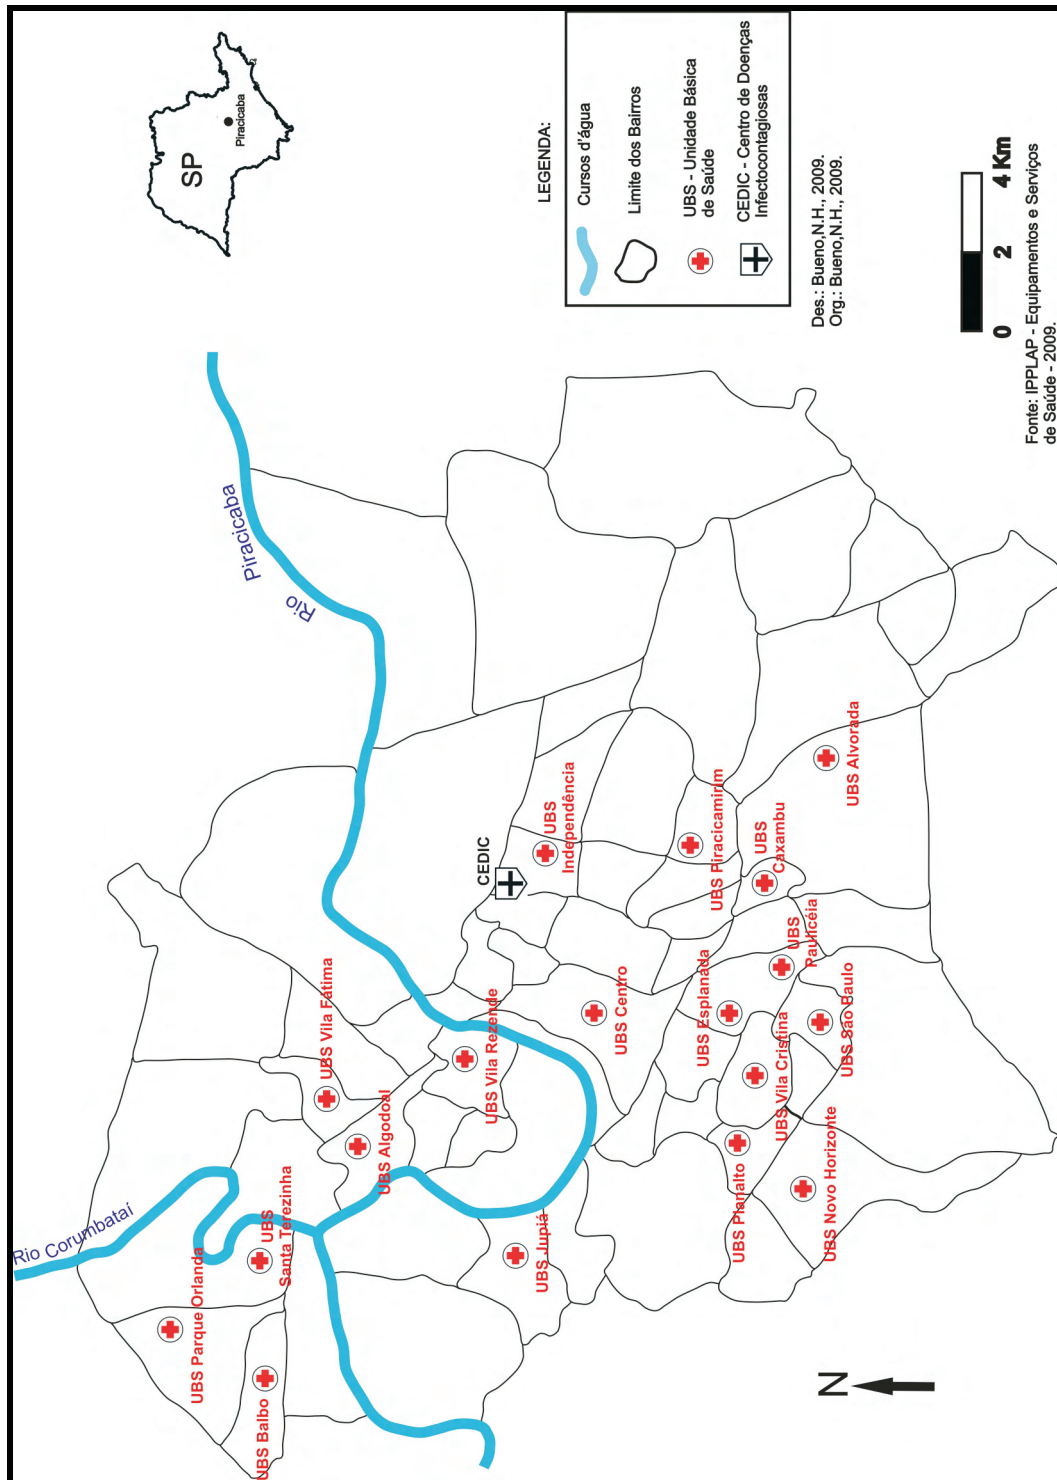 SP
Piracicaba
LEGENDA:
Cursos d'água
Limite dos Bairros
UBS - Unidade Básica
de Saúde
CEDIC - Centro de Doenças
Infectocontagiosas
Des.: Bueno,N.H., 2009.
Org.: Bueno,N.H., 2009.
0 2 4 Km
Fonte: IPPLAP - Equipamentos e Serviços
de Saúde - 2009.
Rio Piracicaba
Rio Corumbataí
UBS Parque Orlanda
UBS Balbo
UBS
Santa Terezinha
UBS Vila Fátima
UBS Algodoal
UBS Vila Rezende
UBS Jupiá
CEDIC
UBS
Independência
UBS Centro
UBS Piracicamirim
UBS
Caxambu
UBS Alvorada
UBS Esplanada
UBS
Paulicéia
UBS Vila Cristina
UBS São Paulo
UBS Planalto
UBS Novo Horizonte
N